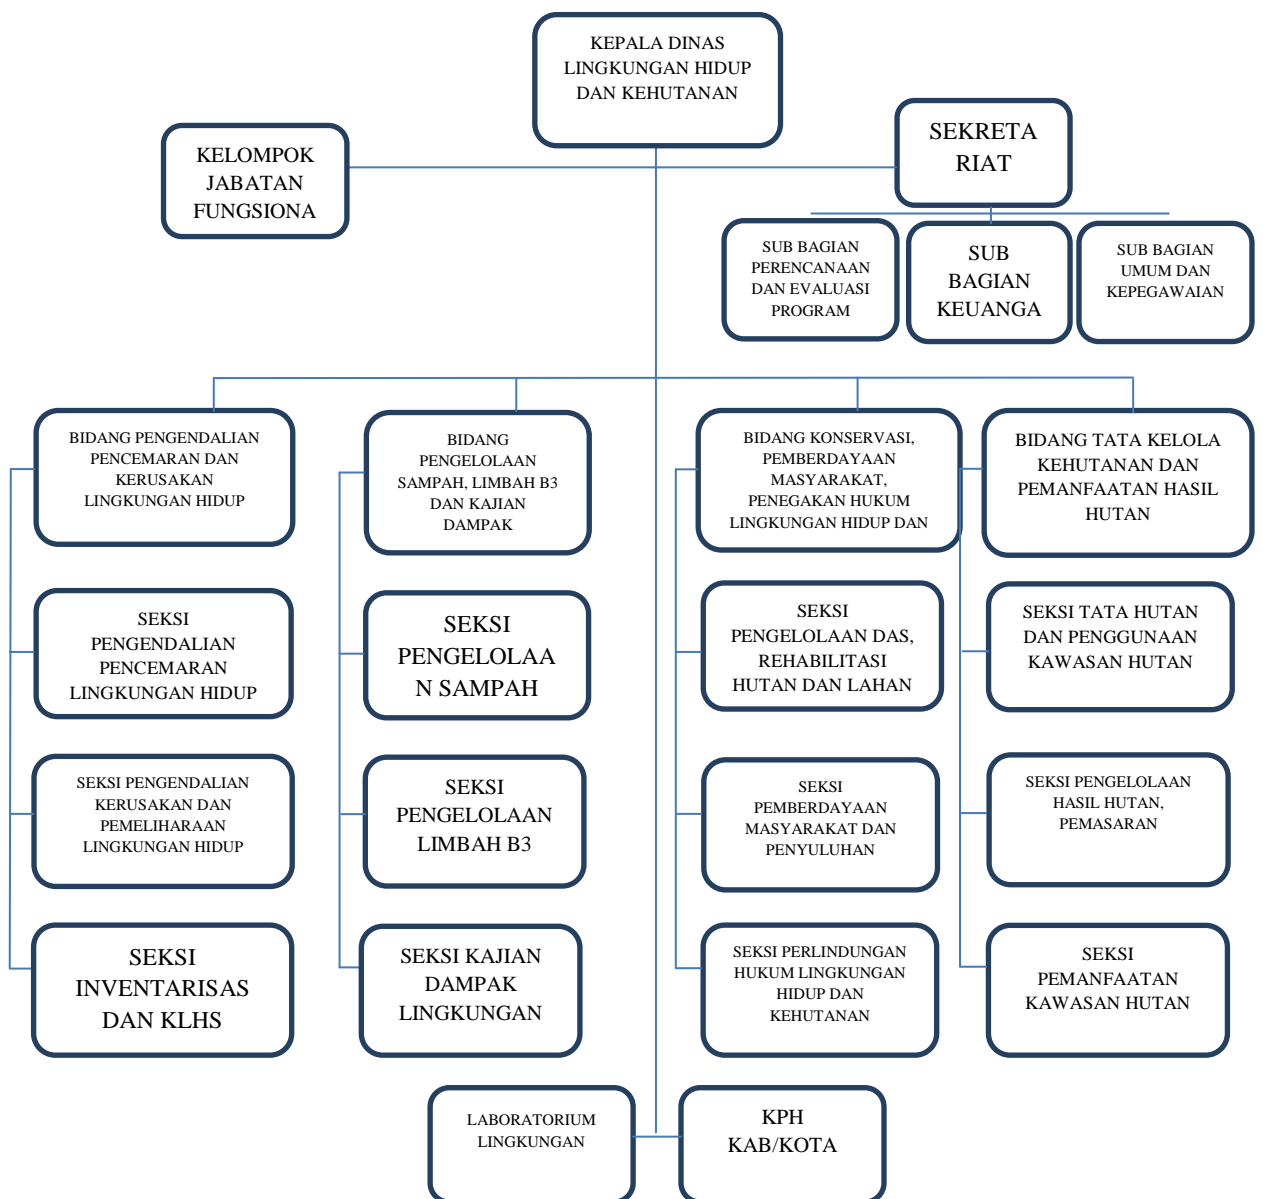 KEPALA DINAS
LINGKUNGAN HIDUP
DAN KEHUTANAN
SEKRETA
RIAT
KELOMPOK
JABATAN
FUNGSIONA
SUB BAGIAN
PERENCANAAN
DAN EVALUASI
PROGRAM
SUB
BAGIAN
KEUANGA
SUB BAGIAN
UMUM DAN
KEPEGAWAIAN
BIDANG PENGENDALIAN
PENCEMARAN DAN
KERUSAKAN
LINGKUNGAN HIDUP
BIDANG
PENGELOLAAN
SAMPAH, LIMBAH B3
DAN KAJIAN
DAMPAK
BIDANG KONSERVASI,
PEMBERDAYAAN
MASYARAKAT,
PENEGAKAN HUKUM
LINGKUNGAN HIDUP DAN
BIDANG TATA KELOLA
KEHUTANAN DAN
PEMANFAATAN HASIL
HUTAN
SEKSI
PENGENDALIAN
PENCEMARAN
LINGKUNGAN HIDUP
SEKSI
PENGELOLAA
N SAMPAH
SEKSI
PENGELOLAAN DAS,
REHABILITASI
HUTAN DAN LAHAN
SEKSI TATA HUTAN
DAN PENGGUNAAN
KAWASAN HUTAN
SEKSI PENGENDALIAN
KERUSAKAN DAN
PEMELIHARAAN
LINGKUNGAN HIDUP
SEKSI
PENGELOLAAN
LIMBAH B3
SEKSI
PEMBERDAYAAN
MASYARAKAT DAN
PENYULUHAN
SEKSI PENGELOLAAN
HASIL HUTAN,
PEMASARAN
SEKSI
INVENTARISAS
DAN KLHS
SEKSI KAJIAN
DAMPAK
LINGKUNGAN
SEKSI PERLINDUNGAN
HUKUM LINGKUNGAN
HIDUP DAN
KEHUTANAN
SEKSI
PEMANFAATAN
KAWASAN HUTAN
LABORATORIUM
LINGKUNGAN
KPH
KAB/KOTA